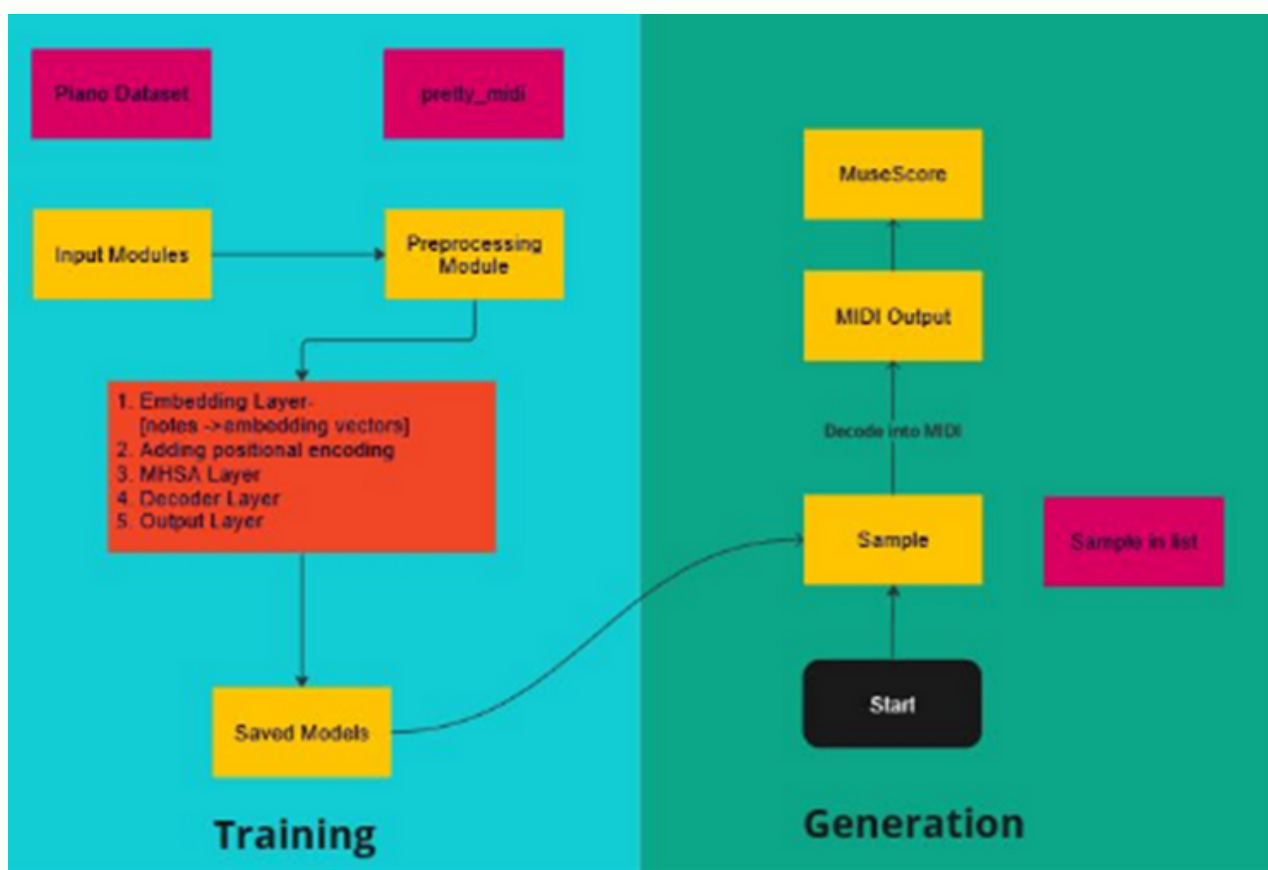 Piano Dataset
pretty_midi
Input Modules
Preprocessing
Module
1. Embedding Layer-
[notes ->embedding vectors]
2. Adding positional encoding
3. MHSA Layer
4. Decoder Layer
5. Output Layer
Saved Models
Training
MuseScore
MIDI Output
Decode into MIDI
Sample
Sample in list
Start
Generation